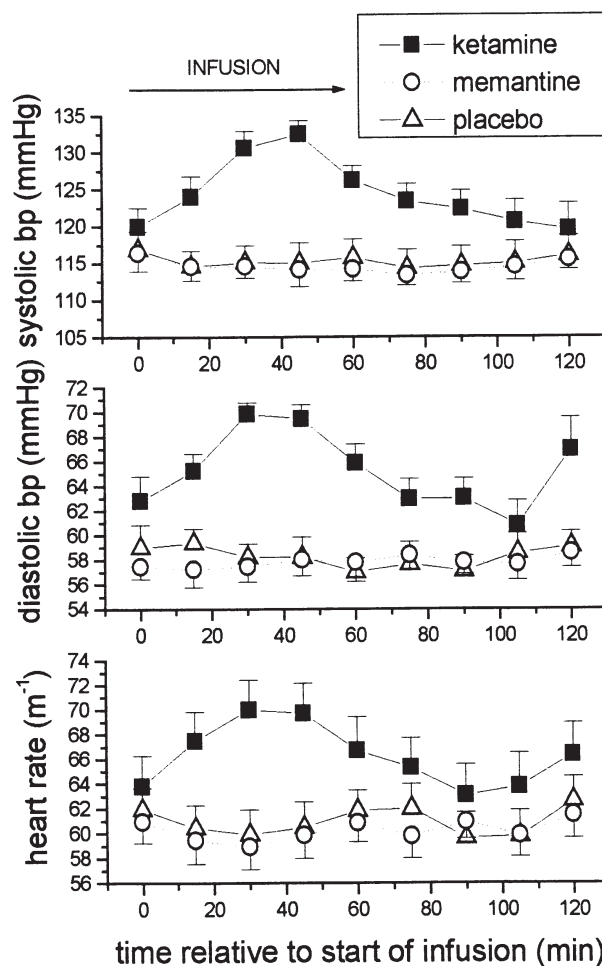 ketamine
INFUSION
memantine
placebo
systolic bp (mmHg)
135
130
125
120
115
110
105
0 20 40 60 80 100 120
diastolic bp (mmHg)
72
70
66
62
60
58
54
0 20 40 60 80 100 120
heart rate (m⁻¹)
74
72
70
68
66
64
62
60
58
56
0 20 40 60 80 100 120
time relative to start of infusion (min)